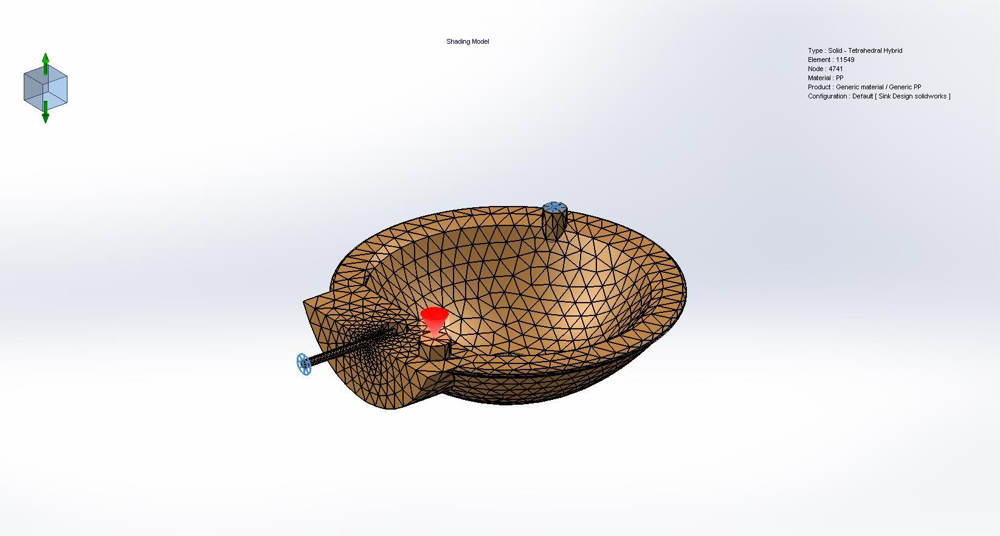 Shading Model
Type : Solid - Tetrahedral Hybrid
Element : 11549
Node : 4741
Material : PP
Product : Generic material / Generic PP
Configuration : Default [ Sink Design solidworks ]